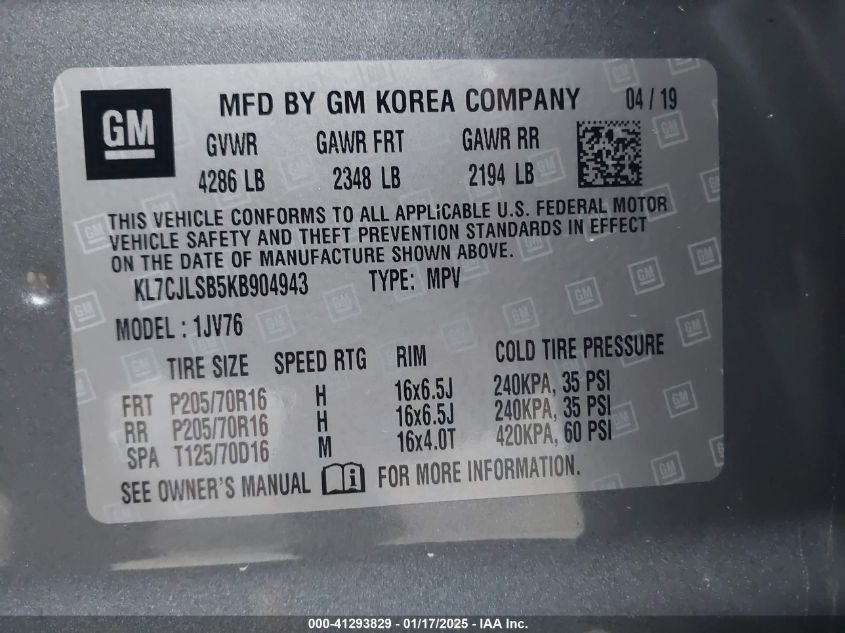 GM
MFD BY GM KOREA COMPANY 04 / 19
GVWR GAWR FRT GAWR RR
4286 LB 2348 LB 2194 LB
THIS VEHICLE CONFORMS TO ALL APPLICABLE U.S. FEDERAL MOTOR
VEHICLE SAFETY AND THEFT PREVENTION STANDARDS IN EFFECT
ON THE DATE OF MANUFACTURE SHOWN ABOVE.
KL7CJLSB5KB904943 TYPE: MPV
MODEL : 1JV76
TIRE SIZE SPEED RTG RIM COLD TIRE PRESSURE
FRT P205/70R16 H 16x6.5J 240KPA, 35 PSI
RR P205/70R16 H 16x6.5J 240KPA, 35 PSI
SPA T125/70D16 M 16x4.0T 420KPA, 60 PSI
SEE OWNER'S MANUAL FOR MORE INFORMATION.
000-41293829 - 01/17/2025 - IAA Inc.